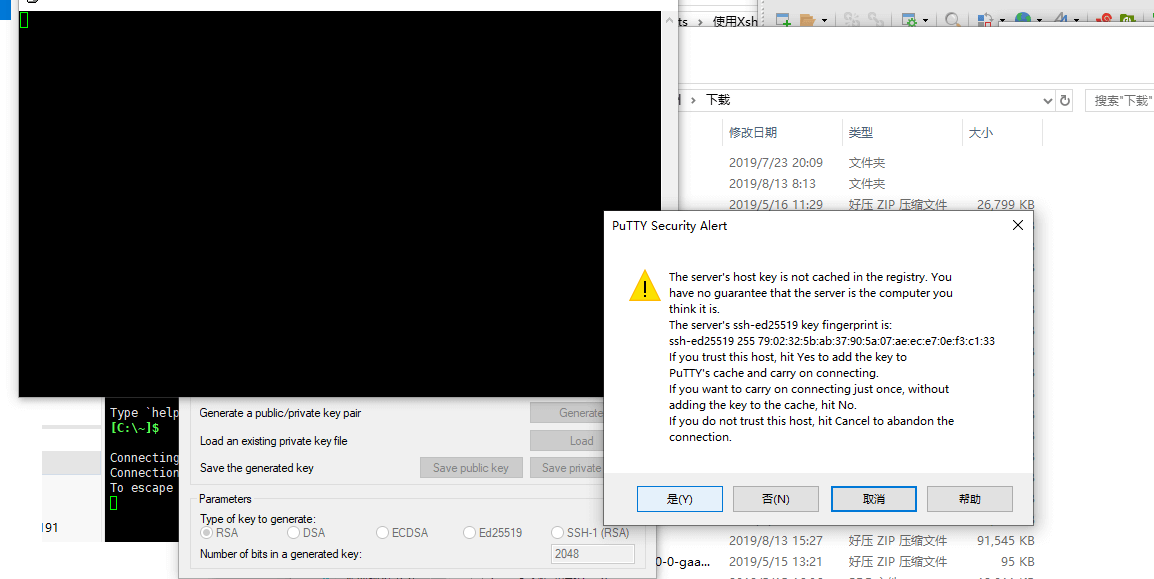 ts › 使用Xsh
› 下载
搜索"下载"
修改日期 类型 大小
2019/7/23 20:09 文件夹
2019/8/13 8:13 文件夹
2019/5/16 11:29 好压 ZIP 压缩文件 26,799 KB
PuTTY Security Alert
The server's host key is not cached in the registry. You
have no guarantee that the server is the computer you
think it is.
The server's ssh-ed25519 key fingerprint is:
ssh-ed25519 255 79:02:32:5b:ab:37:90:5a:07:ae:ec:e7:0e:f3:c1:33
If you trust this host, hit Yes to add the key to
PuTTY's cache and carry on connecting.
If you want to carry on connecting just once, without
adding the key to the cache, hit No.
If you do not trust this host, hit Cancel to abandon the
connection.
是(Y) 否(N) 取消 帮助
Type `help
[C:\~]$
Connecting
Connection
To escape
191
Generate a public/private key pair Generate
Load an existing private key file Load
Save the generated key Save public key Save private
Parameters
Type of key to generate:
RSA DSA ECDSA Ed25519 SSH-1 (RSA)
Number of bits in a generated key: 2048
2019/8/13 15:27 好压 ZIP 压缩文件 91,545 KB
0-0-gaa... 2019/5/15 13:21 好压 ZIP 压缩文件 95 KB